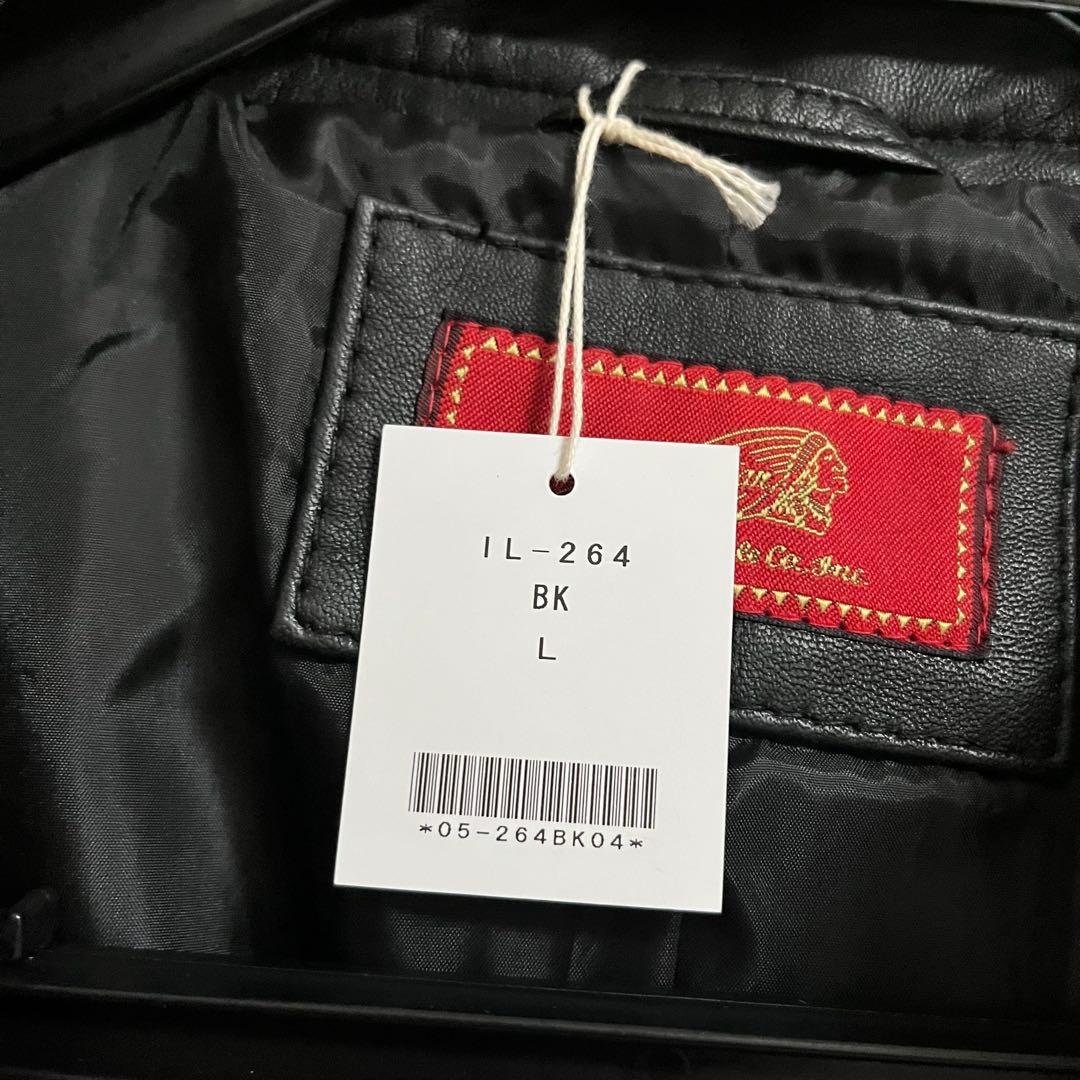 IL-264
BK
L
*05-264BK04*
Co. Inc.